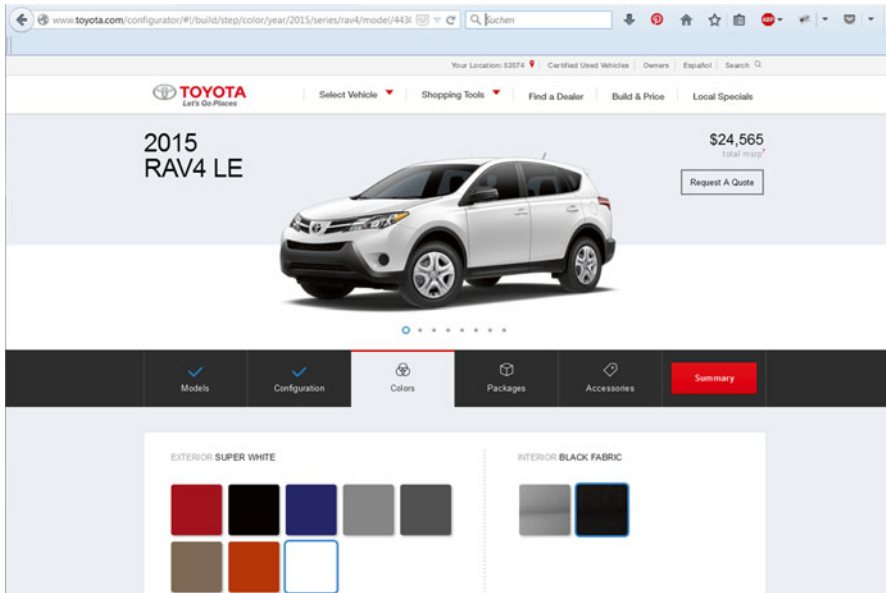 www.toyota.com/configurator/#!/build/step/color/year/2015/series/rav4/model/443
Suchen
ABP
Your Location: 52074 Certified Used Vehicles Owners Español Search
TOYOTA
Let's Go Places
Select Vehicle Shopping Tools Find a Dealer Build & Price Local Specials
2015
RAV4 LE
$24,565
total msrp
Request A Quote
Models Configuration Colors Packages Accessories Summary
EXTERIOR SUPER WHITE INTERIOR BLACK FABRIC